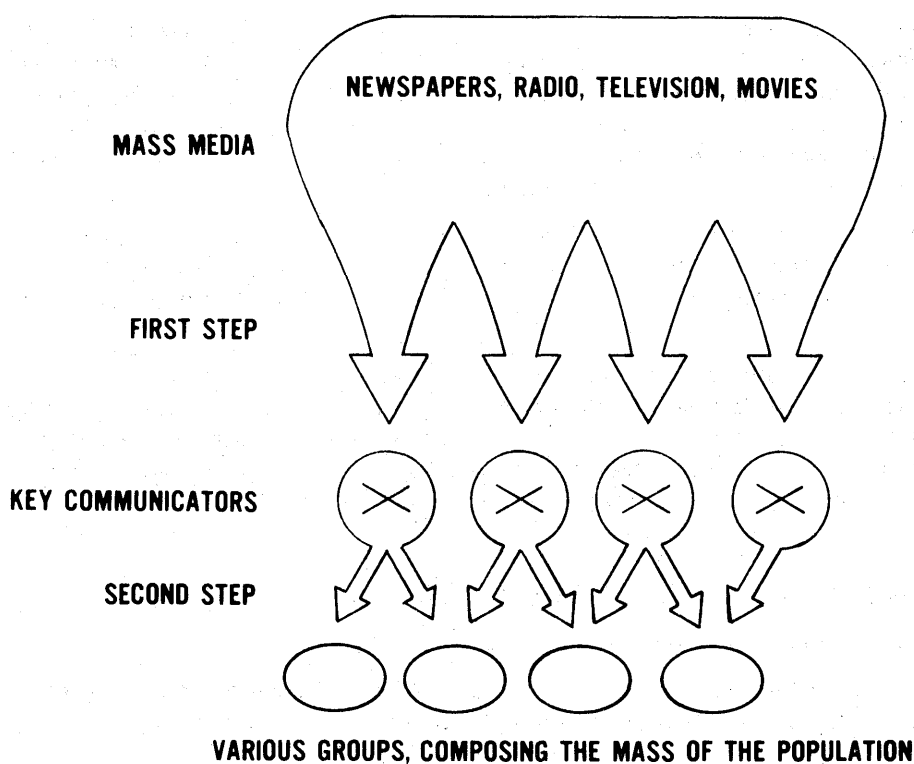 NEWSPAPERS, RADIO, TELEVISION, MOVIES
MASS MEDIA
FIRST STEP
KEY COMMUNICATORS
SECOND STEP
VARIOUS GROUPS, COMPOSING THE MASS OF THE POPULATION